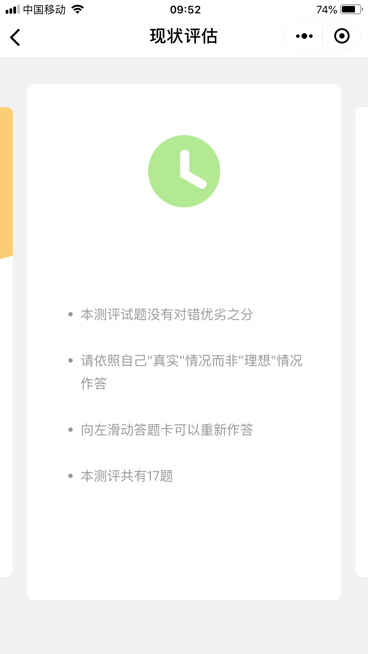 中国移动
09:52
74%
现状评估
本测评试题没有对错优劣之分
请依照自己"真实"情况而非"理想"情况
作答
向左滑动答题卡可以重新作答
本测评共有17题